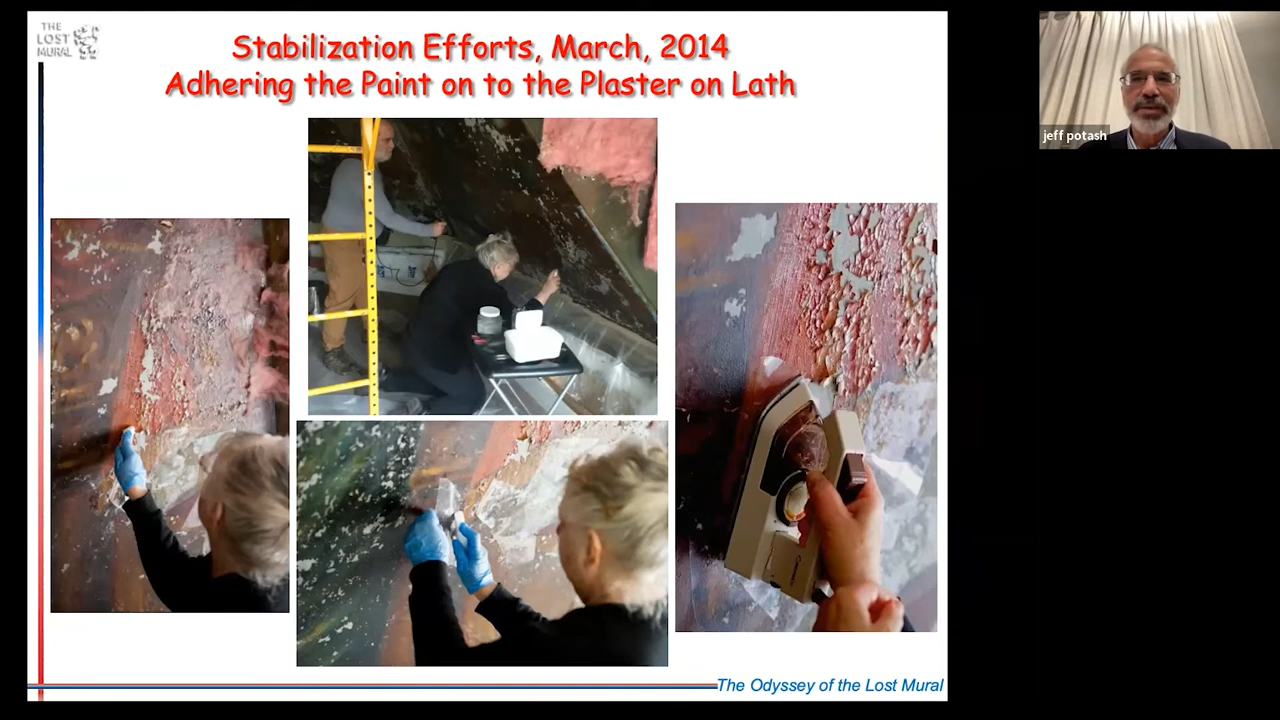 THE
LOST
MURAL
Stabilization Efforts, March, 2014
Adhering the Paint on to the Plaster on Lath
jeff potash
The Odyssey of the Lost Mural